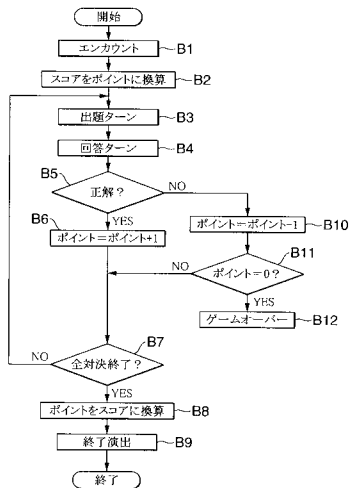 開始
エンカウント B1
スコアをポイントに換算 B2
出題ターン B3
回答ターン B4
B5
正解？ NO
B6 YES
ポイント=ポイント+1
ポイント=ポイント-1 B10
B11
NO ポイント=0？
YES
ゲームオーバー B12
B7
NO 全対決終了？
YES
ポイントをスコアに換算 B8
終了演出 B9
終了